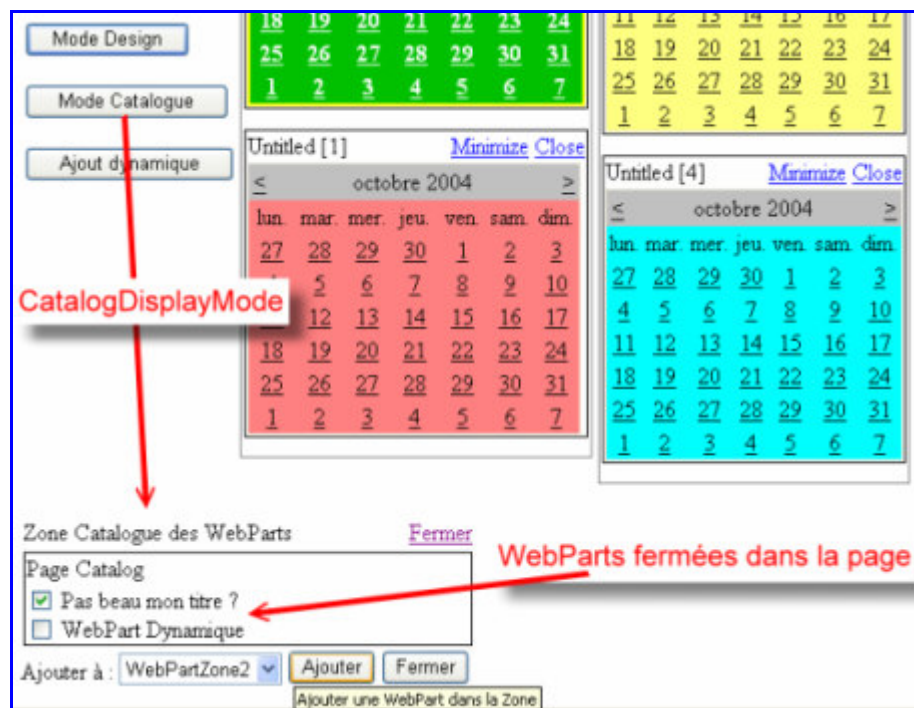 Mode Design
Mode Catalogue
Ajout dynamique
18 19 20 21 22 23 24
25 26 27 28 29 30 31
1 2 3 4 5 6 7
Untitled [1] Minimize Close
< octobre 2004 >
lun. mar. mer. jeu. ven. sam. dim.
27 28 29 30 1 2 3
5 6 7 8 9 10
12 13 14 15 16 17
18 19 20 21 22 23 24
25 26 27 28 29 30 31
1 2 3 4 5 6 7
11 12 13 14 15 16 17
18 19 20 21 22 23 24
25 26 27 28 29 30 31
1 2 3 4 5 6 7
Untitled [4] Minimize Close
< octobre 2004 >
lun. mar. mer. jeu. ven. sam. dim.
27 28 29 30 1 2 3
4 5 6 7 8 9 10
11 12 13 14 15 16 17
18 19 20 21 22 23 24
25 26 27 28 29 30 31
1 2 3 4 5 6 7
CatalogDisplayMode
Zone Catalogue des WebParts Fermer
Page Catalog
Pas beau mon titre ?
WebPart Dynamique
WebParts fermées dans la page
Ajouter à : WebPartZone2 Ajouter Fermer
Ajouter une WebPart dans la Zone